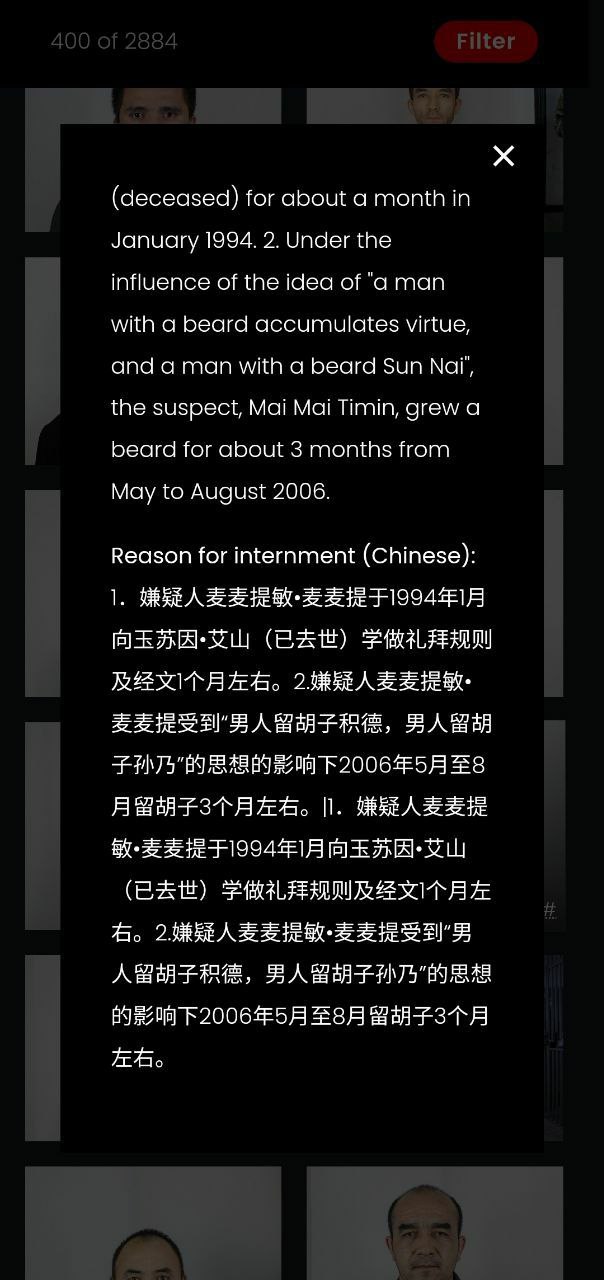 400 of 2884
Filter
(deceased) for about a month in
January 1994. 2. Under the
influence of the idea of "a man
with a beard accumulates virtue,
and a man with a beard Sun Nai",
the suspect, Mai Mai Timin, grew a
beard for about 3 months from
May to August 2006.
Reason for internment (Chinese):
1．嫌疑人麦麦提敏•麦麦提于1994年1月
向玉苏因•艾山（已去世）学做礼拜规则
及经文1个月左右。2.嫌疑人麦麦提敏•
麦麦提受到“男人留胡子积德，男人留胡
子孙乃”的思想的影响下2006年5月至8
月留胡子3个月左右。|1．嫌疑人麦麦提
敏•麦麦提于1994年1月向玉苏因•艾山
（已去世）学做礼拜规则及经文1个月左
右。2.嫌疑人麦麦提敏•麦麦提受到“男
人留胡子积德，男人留胡子孙乃”的思想
的影响下2006年5月至8月留胡子3个月
左右。
#